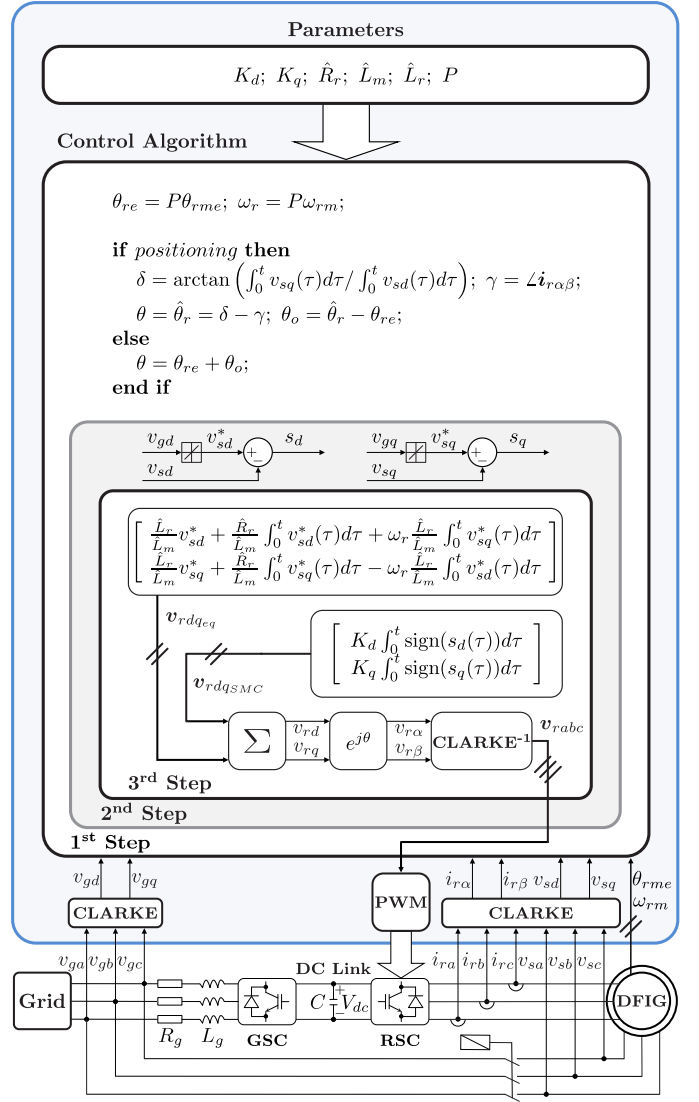 Parameters
K_d; K_q; R̂_r; L̂_m; L̂_r; P
Control Algorithm
θ_re = Pθ_rme; ω_r = Pω_rm;
if positioning then
δ = arctan (∫_0^t v_sq(τ)dτ / ∫_0^t v_sd(τ)dτ); γ = ∠i_rαβ;
θ = θ̂_r = δ − γ; θ_o = θ̂_r − θ_re;
else
θ = θ_re + θ_o;
end if
v_gd v*_sd + − s_d
v_sd
v_gq v*_sq + − s_q
v_sq
[ L̂_r/L̂_m v*_sd + R̂_r/L̂_m ∫_0^t v*_sd(τ)dτ + ω_r L̂_r/L̂_m ∫_0^t v*_sq(τ)dτ ]
[ L̂_r/L̂_m v*_sq + R̂_r/L̂_m ∫_0^t v*_sq(τ)dτ − ω_r L̂_r/L̂_m ∫_0^t v*_sd(τ)dτ ]
v_rdq_eq
[ K_d ∫_0^t sign(s_d(τ))dτ ]
[ K_q ∫_0^t sign(s_q(τ))dτ ]
v_rdq_SMC
v_rabc
∑ v_rd e^jθ v_rα CLARKE^-1
v_rq v_rβ
3rd Step
2nd Step
1st Step
v_gd v_gq
i_rα i_rβ v_sd v_sq θ_rme
ω_rm
CLARKE PWM CLARKE
v_ga v_gb v_gc
i_ra i_rb i_rc v_sa v_sb v_sc
DC Link
Grid C + − V_dc DFIG
R_g L_g GSC RSC